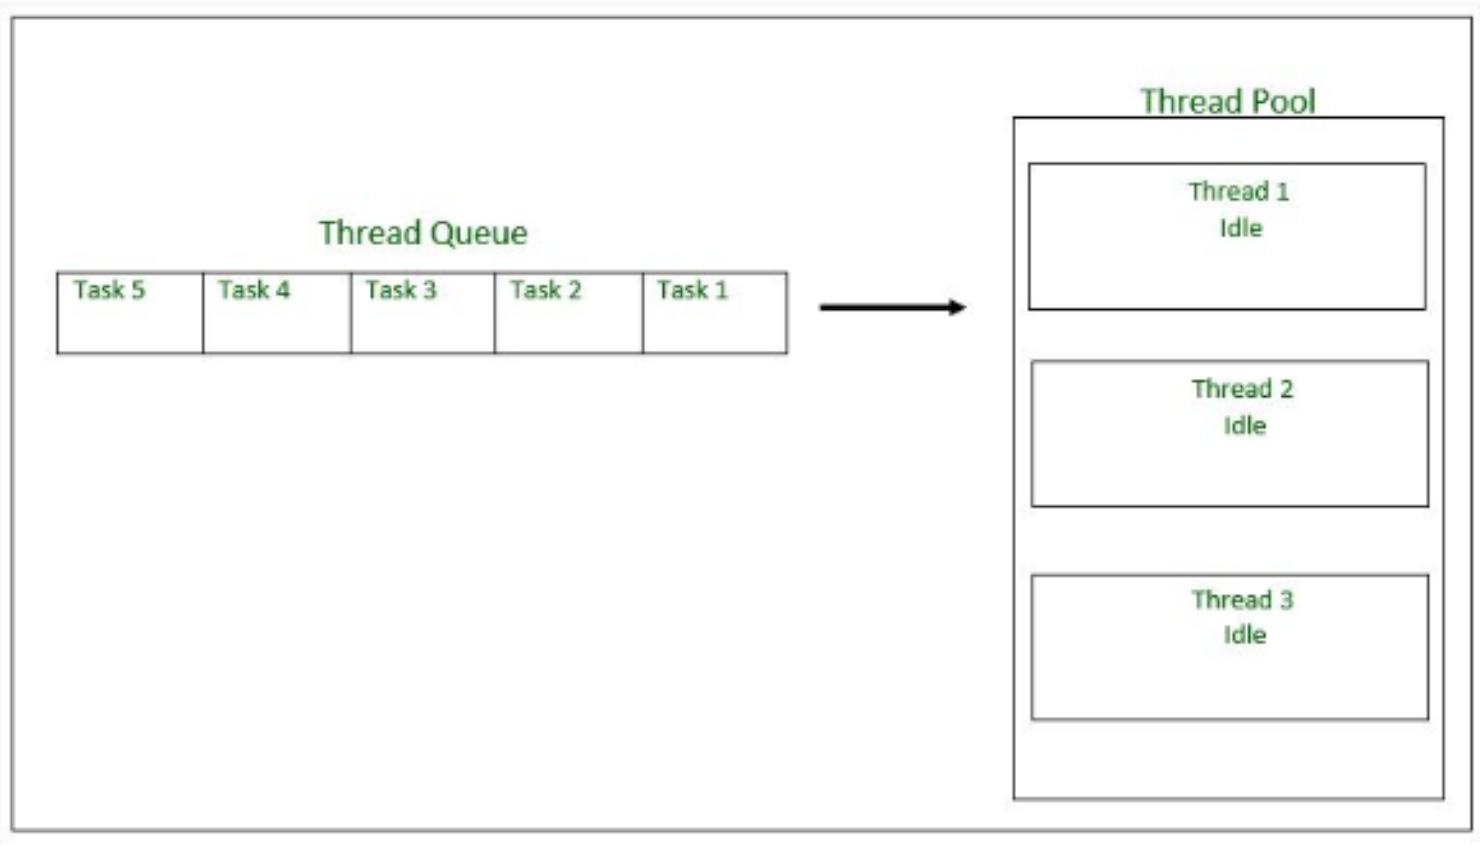 Thread Pool
Thread 1
Idle
Thread Queue
Task 5 Task 4 Task 3 Task 2 Task 1
Thread 2
Idle
Thread 3
Idle